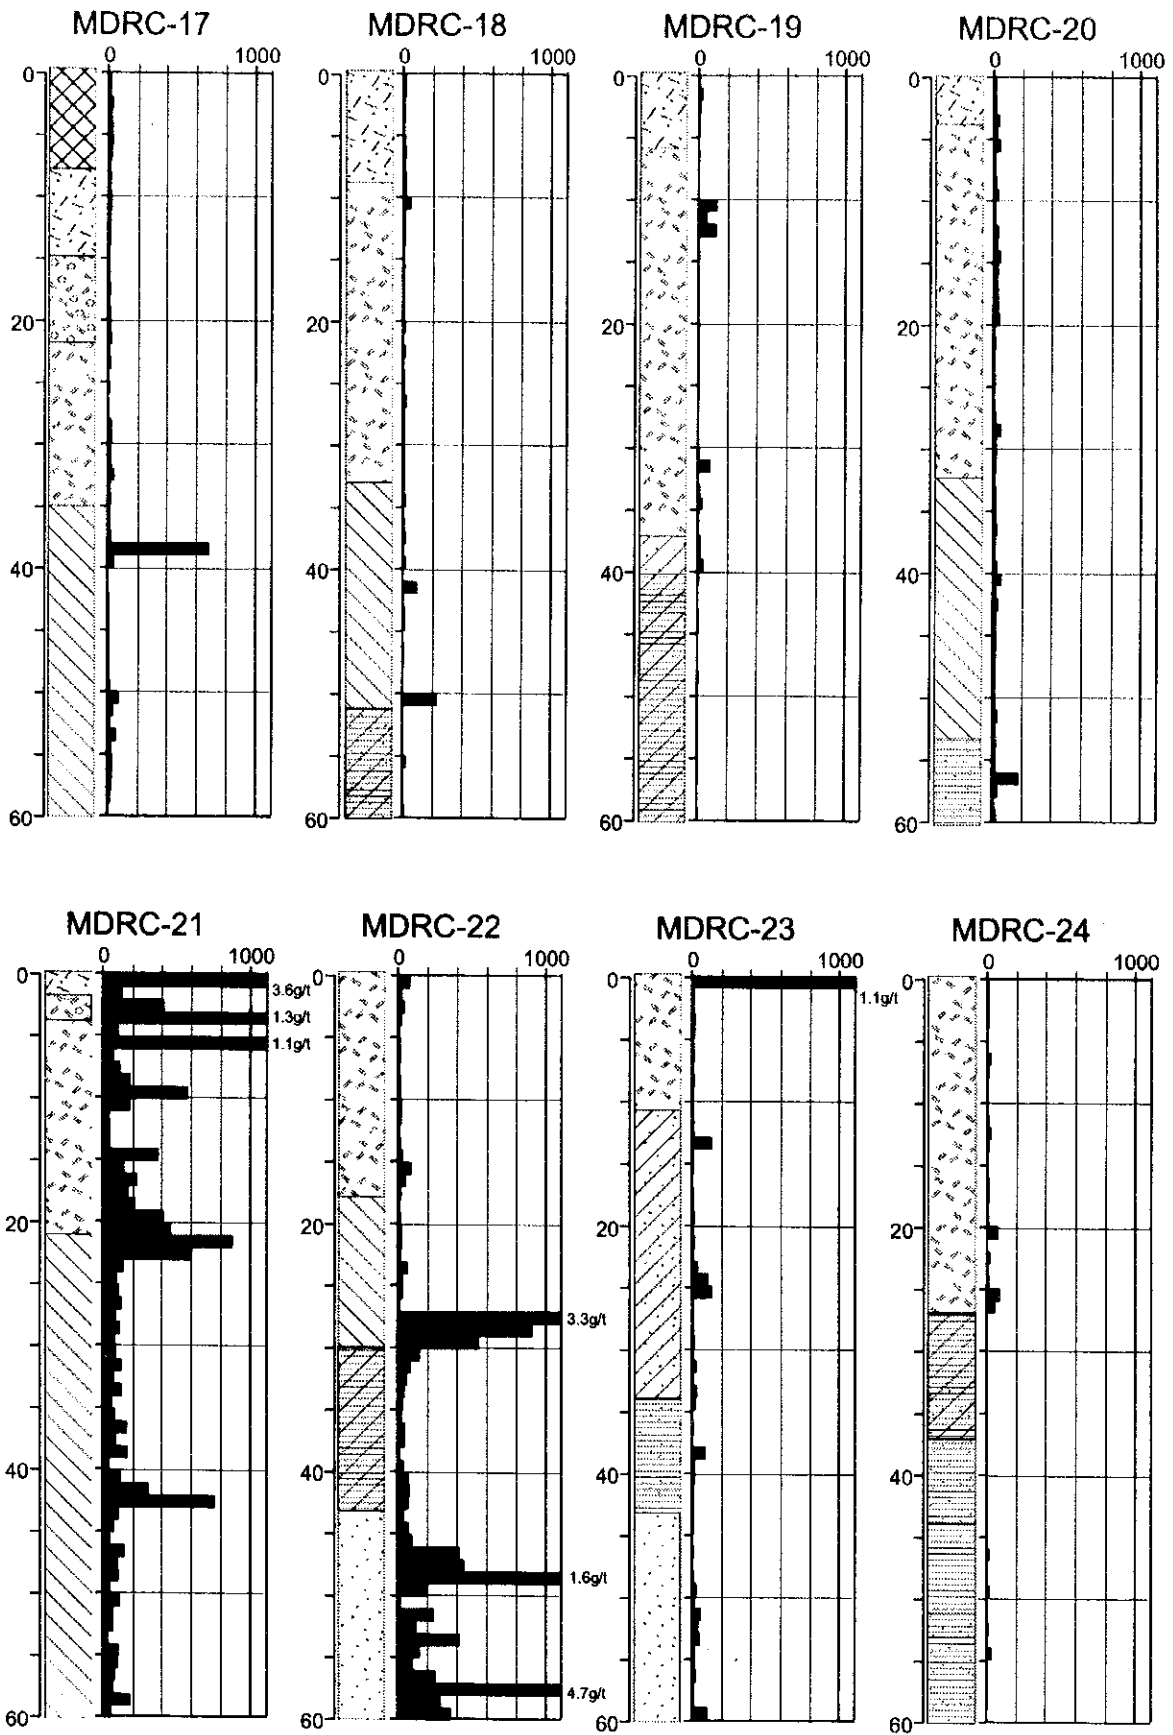 MDRC-17 MDRC-18 MDRC-19 MDRC-20
0 1000 0 1000 0 1000 0 1000
0 0 0 0
20 20 20 20
40 40 40 40
60 60 60 60
MDRC-21 MDRC-22 MDRC-23 MDRC-24
0 1000 0 1000 0 1000 0 1000
0 0 0 0
3.6g/t 1.1g/t
1.3g/t
1.1g/t
20 20 20 20
3.3g/t
40 40 40 40
1.6g/t
4.7g/t
60 60 60 60